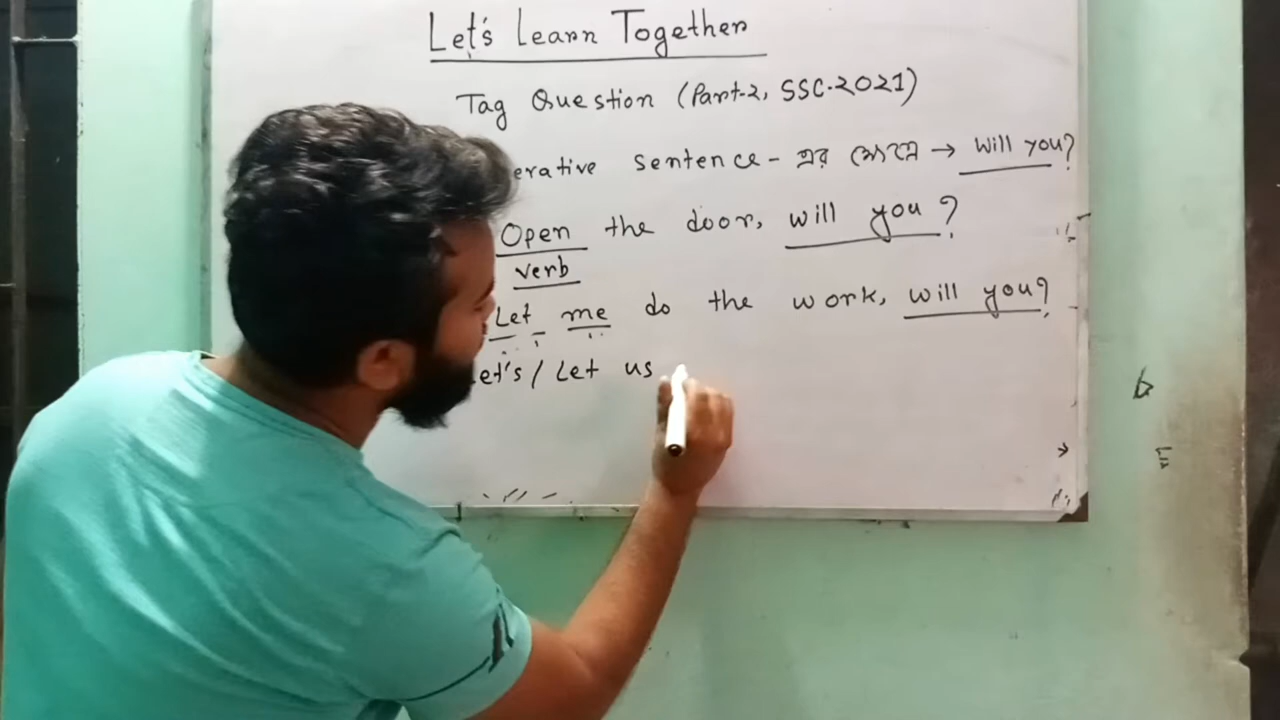 Let's Learn Together
Tag Question (Part-2, SSC-2021)
erative sentence - এর শেষে → will you?
Open the door, will you?
verb
Let me do the work, will you?
et's / Let us